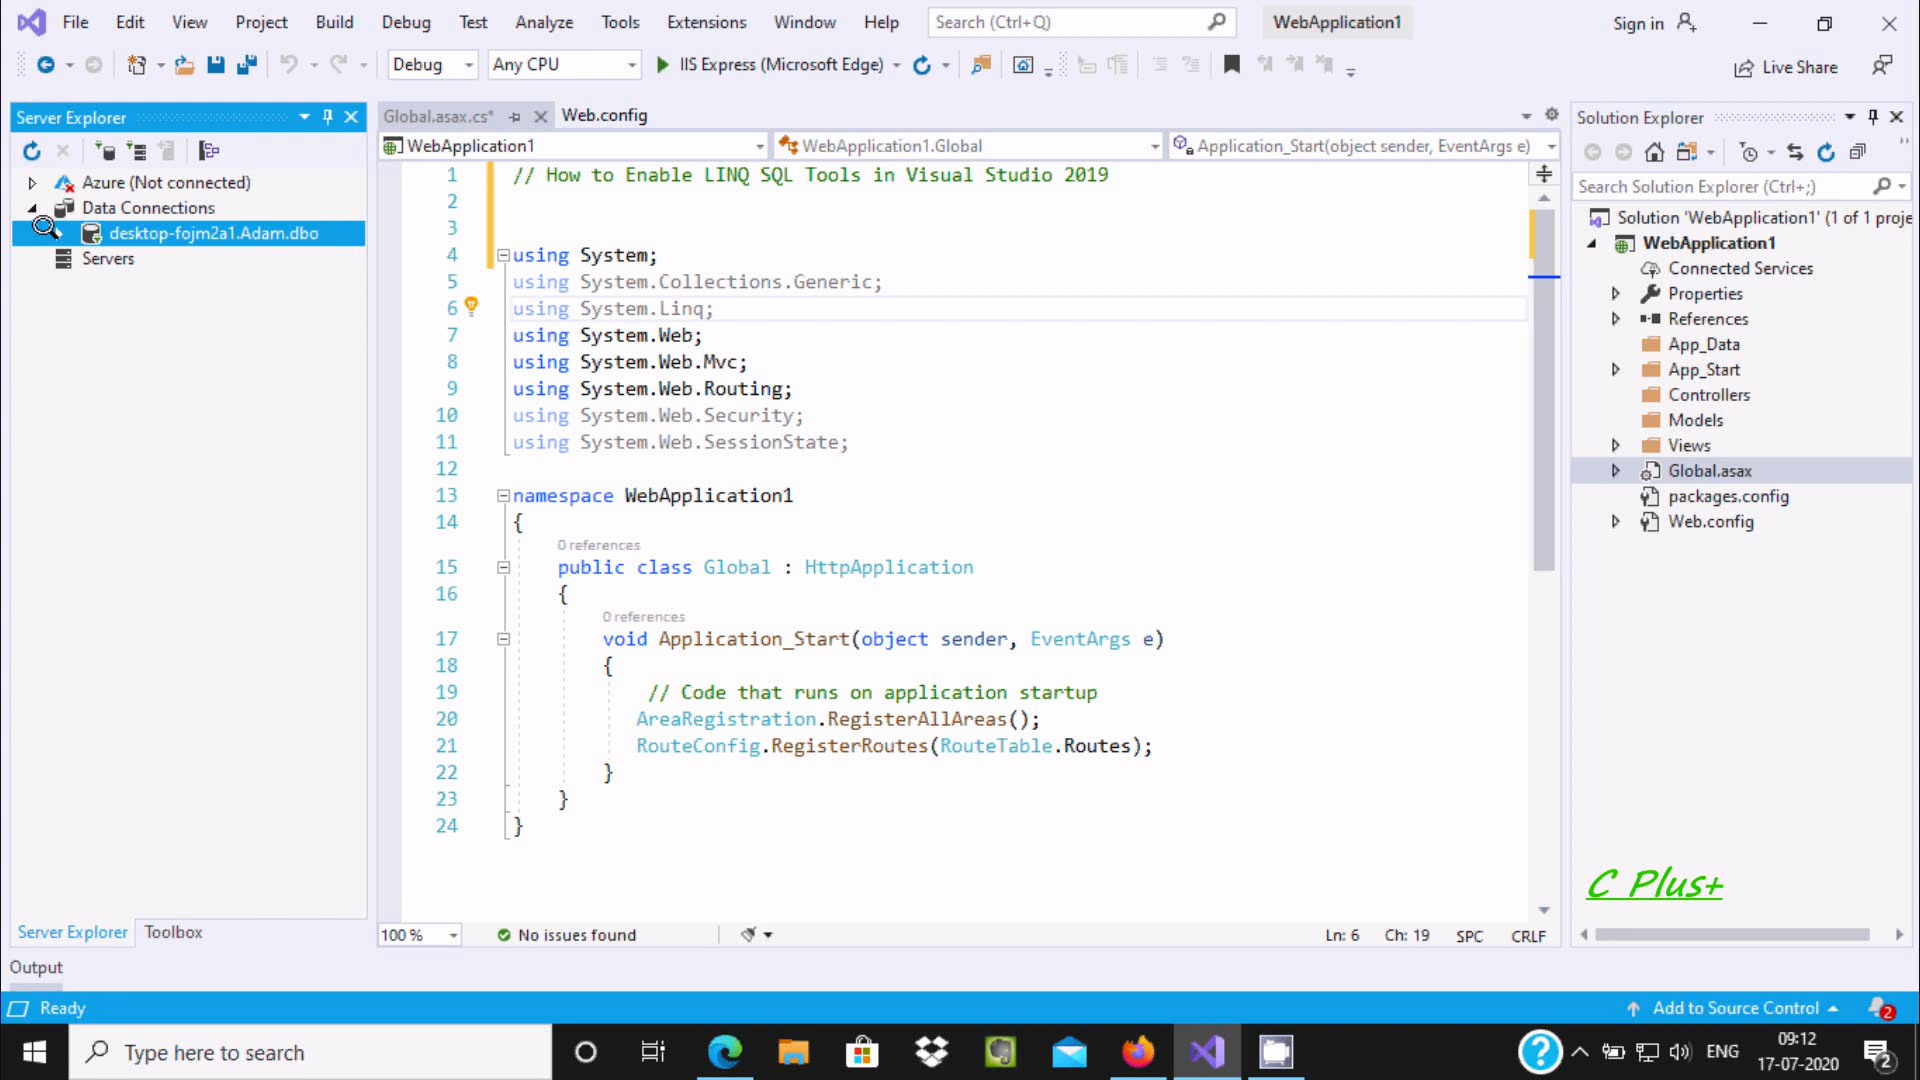 File Edit View Project Build Debug Test Analyze Tools Extensions Window Help Search (Ctrl+Q) WebApplication1 Sign in
Debug Any CPU IIS Express (Microsoft Edge) Live Share
Server Explorer
Azure (Not connected)
Data Connections
desktop-fojm2a1.Adam.dbo
Servers
Server Explorer Toolbox
Output
Global.asax.cs* Web.config
WebApplication1 WebApplication1.Global Application_Start(object sender, EventArgs e)
1 // How to Enable LINQ SQL Tools in Visual Studio 2019
2
3
4 using System;
5 using System.Collections.Generic;
6 using System.Linq;
7 using System.Web;
8 using System.Web.Mvc;
9 using System.Web.Routing;
10 using System.Web.Security;
11 using System.Web.SessionState;
12
13 namespace WebApplication1
14 {
0 references
15 public class Global : HttpApplication
16 {
0 references
17 void Application_Start(object sender, EventArgs e)
18 {
19 // Code that runs on application startup
20 AreaRegistration.RegisterAllAreas();
21 RouteConfig.RegisterRoutes(RouteTable.Routes);
22 }
23 }
24 }
100 % No issues found Ln: 6 Ch: 19 SPC CRLF
Solution Explorer
Search Solution Explorer (Ctrl+;)
Solution 'WebApplication1' (1 of 1 proje
WebApplication1
Connected Services
Properties
References
App_Data
App_Start
Controllers
Models
Views
Global.asax
packages.config
Web.config
C Plus+
Ready Add to Source Control 2
Type here to search ENG 09:12
17-07-2020 2